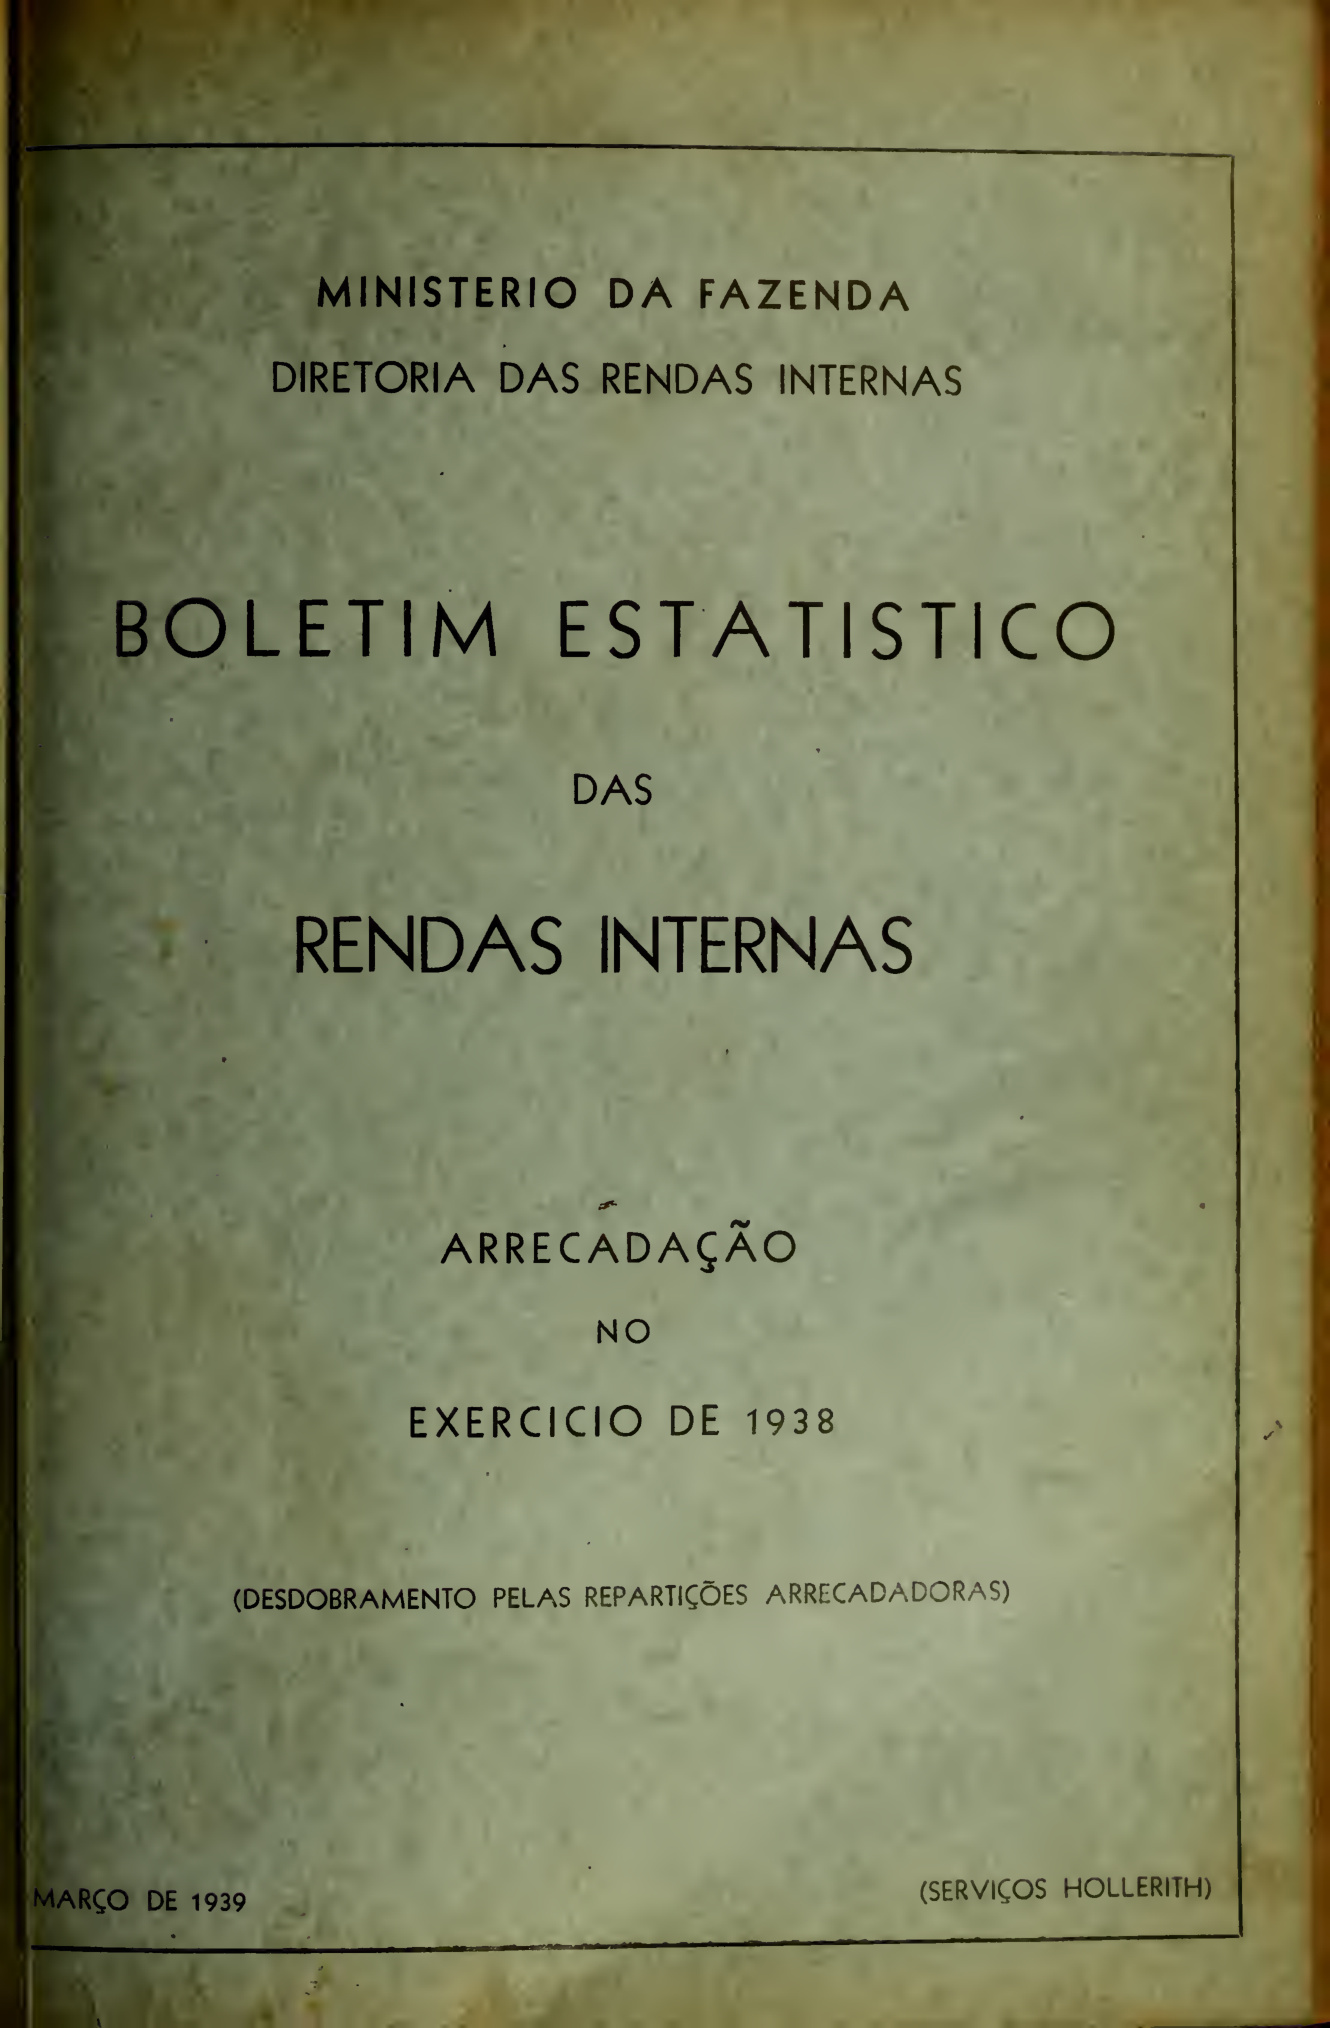 MINISTERIO DA FAZENDA
DIRETORIA DAS RENDAS INTERNAS
BOLETIM ESTATISTICO
DAS
RENDAS INTERNAS
ARRECADAÇÃO
NO
EXERCICIO DE 1938
(DESDOBRAMENTO PELAS REPARTIÇÕES ARRECADADORAS)
MARÇO DE 1939
(SERVIÇOS HOLLERITH)